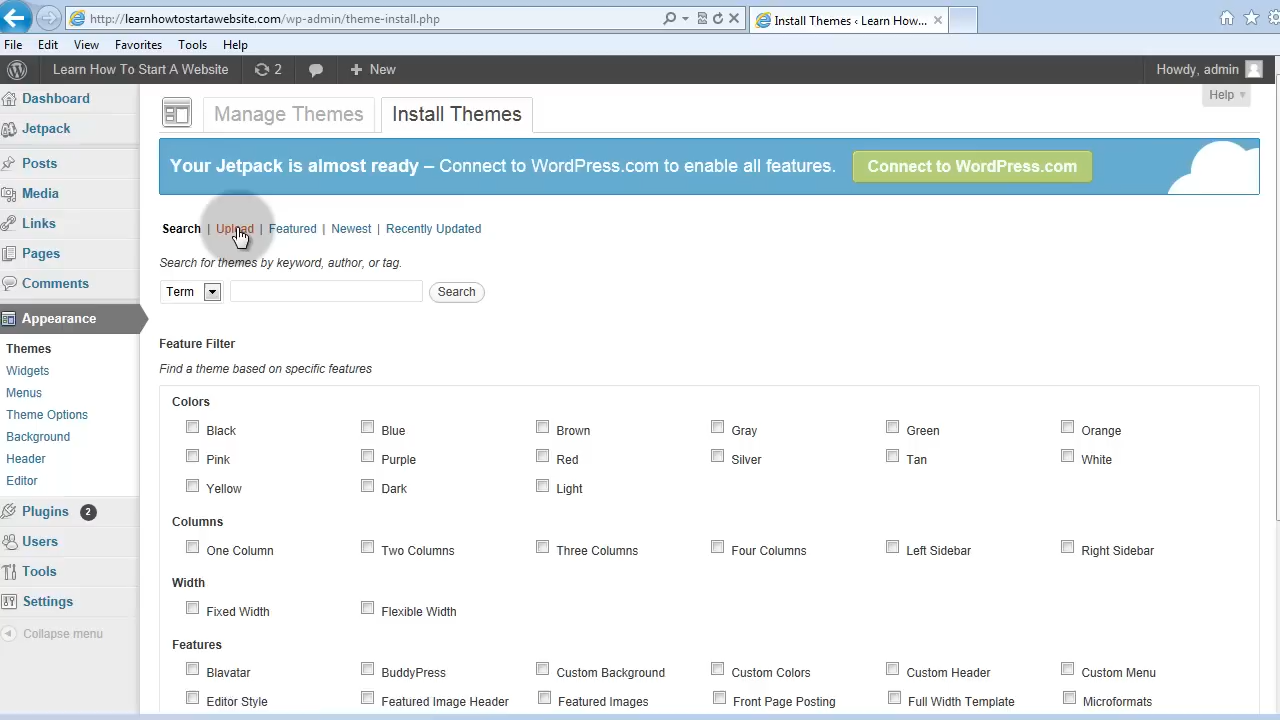 http://learnhowtostartawebsite.com/wp-admin/theme-install.php
Install Themes ‹ Learn How...
File Edit View Favorites Tools Help
Learn How To Start A Website 2 New Howdy, admin
Help
Dashboard
Jetpack
Posts
Media
Links
Pages
Comments
Appearance
Themes
Widgets
Menus
Theme Options
Background
Header
Editor
Plugins 2
Users
Tools
Settings
Collapse menu
Manage Themes Install Themes
Your Jetpack is almost ready – Connect to WordPress.com to enable all features. Connect to WordPress.com
Search | Upload | Featured | Newest | Recently Updated
Search for themes by keyword, author, or tag.
Term Search
Feature Filter
Find a theme based on specific features
Colors
Black Blue Brown Gray Green Orange
Pink Purple Red Silver Tan White
Yellow Dark Light
Columns
One Column Two Columns Three Columns Four Columns Left Sidebar Right Sidebar
Width
Fixed Width Flexible Width
Features
Blavatar BuddyPress Custom Background Custom Colors Custom Header Custom Menu
Editor Style Featured Image Header Featured Images Front Page Posting Full Width Template Microformats